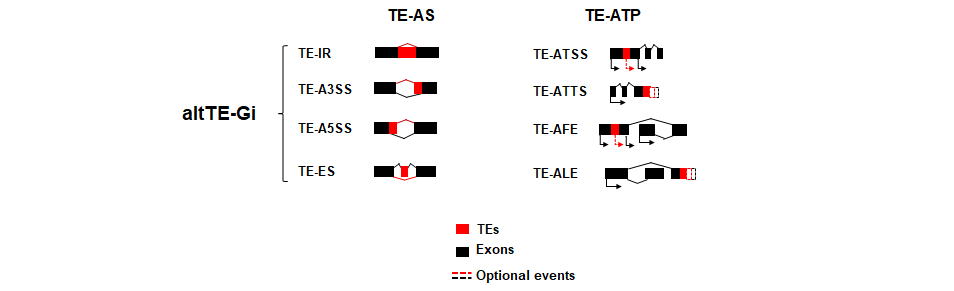 TE-AS TE-ATP
TE-IR TE-ATSS
TE-A3SS TE-ATTS
altTE-Gi
TE-A5SS TE-AFE
TE-ES TE-ALE
TEs
Exons
Optional events